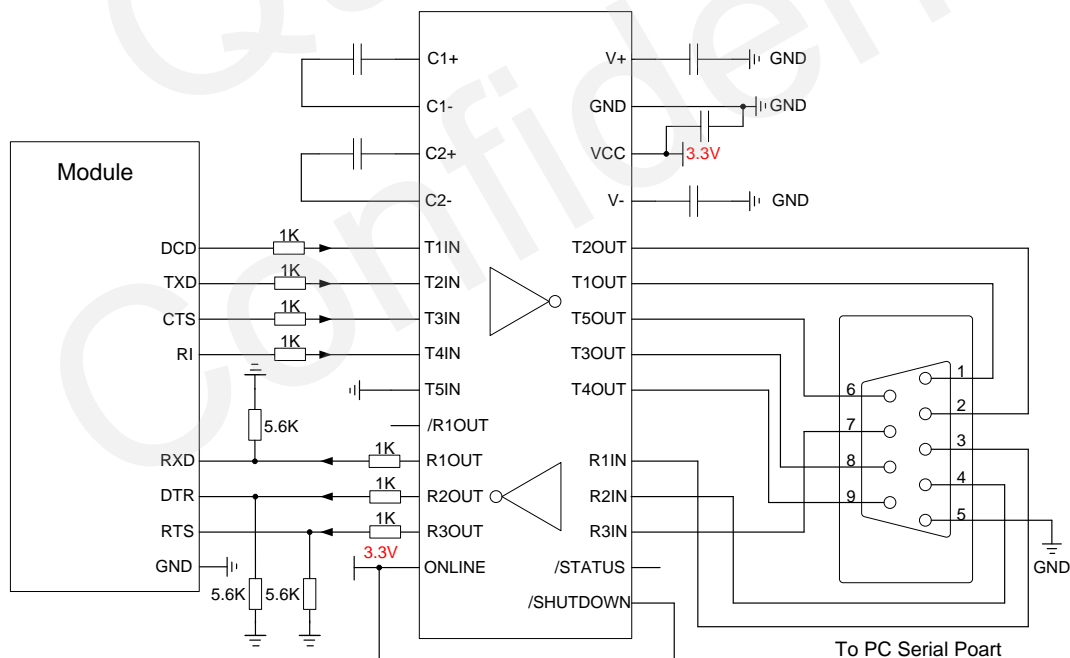 C1+
V+
GND
C1-
GND
GND
C2+
VCC
3.3V
Module
C2-
V-
GND
DCD
1K
T1IN
T2OUT
TXD
1K
T2IN
T1OUT
CTS
1K
T3IN
T5OUT
RI
1K
T4IN
T3OUT
T5IN
T4OUT
1
6
2
5.6K
/R1OUT
7
3
RXD
1K
R1OUT
R1IN
8
4
DTR
1K
R2OUT
R2IN
9
5
RTS
1K
R3OUT
R3IN
3.3V
GND
ONLINE
/STATUS
GND
5.6K
5.6K
/SHUTDOWN
To PC Serial Poart
Confidential